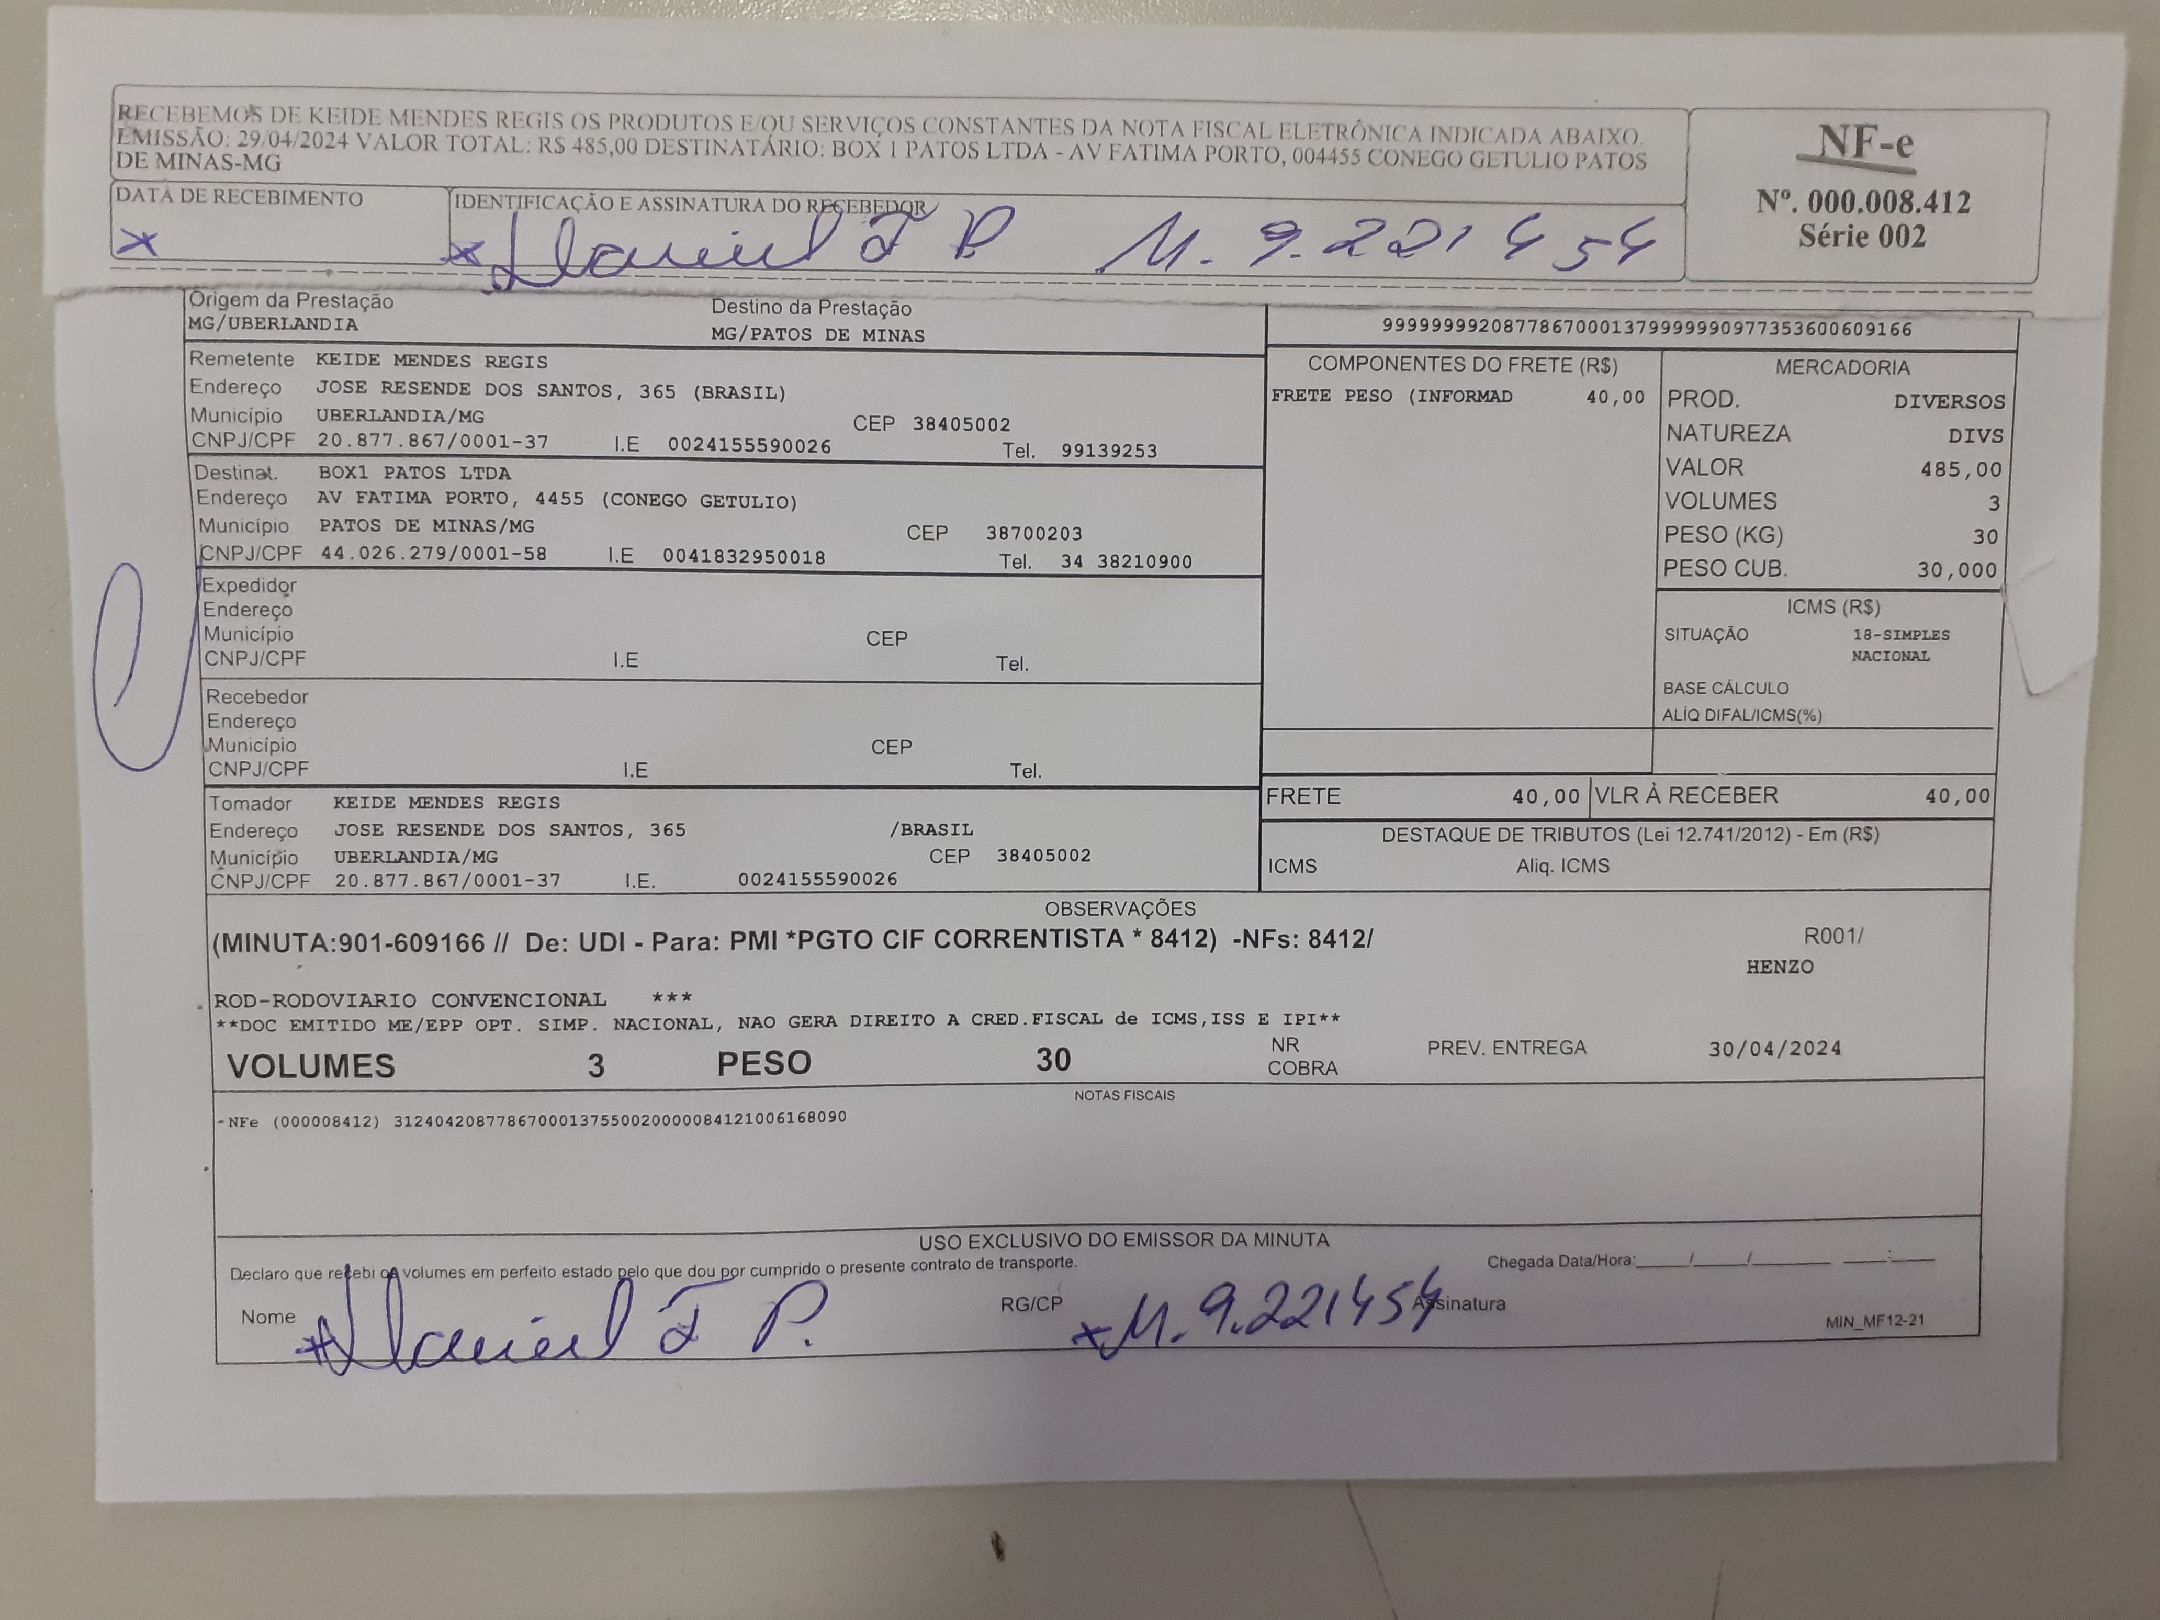 RECEBEMOS DE KEIDE MENDES REGIS OS PRODUTOS E/OU SERVIÇOS CONSTANTES DA NOTA FISCAL ELETRÔNICA INDICADA ABAIXO.
EMISSÃO: 29/04/2024 VALOR TOTAL: R$ 485,00 DESTINATÁRIO: BOX 1 PATOS LTDA - AV FATIMA PORTO, 004455 CONEGO GETULIO PATOS
DE MINAS-MG
NF-e
Nº. 000.008.412
Série 002
DATA DE RECEBIMENTO
IDENTIFICAÇÃO E ASSINATURA DO RECEBEDOR
M. 9.221454
Origem da Prestação Destino da Prestação
MG/UBERLANDIA MG/PATOS DE MINAS
Remetente KEIDE MENDES REGIS
Endereço JOSE RESENDE DOS SANTOS, 365 (BRASIL)
Município UBERLANDIA/MG CEP 38405002
CNPJ/CPF 20.877.867/0001-37 I.E 0024155590026 Tel. 99139253
Destinat. BOX1 PATOS LTDA
Endereço AV FATIMA PORTO, 4455 (CONEGO GETULIO)
Município PATOS DE MINAS/MG CEP 38700203
CNPJ/CPF 44.026.279/0001-58 I.E 0041832950018 Tel. 34 38210900
Expedidor
Endereço
Município CEP
CNPJ/CPF I.E Tel.
Recebedor
Endereço
Município CEP
CNPJ/CPF I.E Tel.
Tomador KEIDE MENDES REGIS
Endereço JOSE RESENDE DOS SANTOS, 365 /BRASIL
Município UBERLANDIA/MG CEP 38405002
CNPJ/CPF 20.877.867/0001-37 I.E. 0024155590026
99999999208778670001379999990977353600609166
COMPONENTES DO FRETE (R$)
FRETE PESO (INFORMAD 40,00
MERCADORIA
PROD. DIVERSOS
NATUREZA DIVS
VALOR 485,00
VOLUMES 3
PESO (KG) 30
PESO CUB. 30,000
ICMS (R$)
SITUAÇÃO 18-SIMPLES
NACIONAL
BASE CÁLCULO
ALÍQ DIFAL/ICMS(%)
FRETE 40,00 VLR À RECEBER 40,00
DESTAQUE DE TRIBUTOS (Lei 12.741/2012) - Em (R$)
ICMS Aliq. ICMS
OBSERVAÇÕES
(MINUTA:901-609166 // De: UDI - Para: PMI *PGTO CIF CORRENTISTA * 8412) -NFs: 8412/
R001/
HENZO
ROD-RODOVIARIO CONVENCIONAL ***
**DOC EMITIDO ME/EPP OPT. SIMP. NACIONAL, NAO GERA DIREITO A CRED.FISCAL de ICMS,ISS E IPI**
VOLUMES 3 PESO 30 NR COBRA PREV. ENTREGA 30/04/2024
NOTAS FISCAIS
-NFe (000008412) 31240420877867000137550020000084121006168090
USO EXCLUSIVO DO EMISSOR DA MINUTA
Declaro que recebi os volumes em perfeito estado pelo que dou por cumprido o presente contrato de transporte. Chegada Data/Hora:____/____/____ ___:___
Nome RG/CP M. 9.221454 Assinatura
MIN_MF12-21